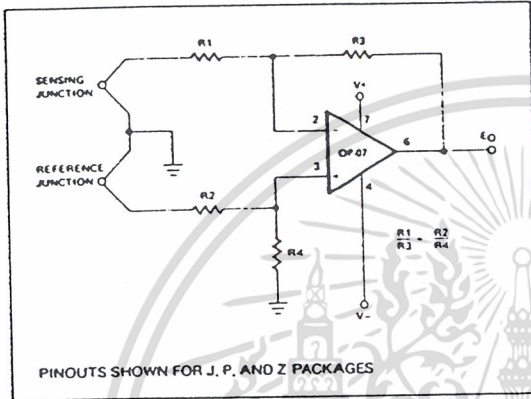 R1
R3
SENSING
JUNCTION
V+
7
2
-
OP-07
6
EO
REFERENCE
JUNCTION
3
+
4
R2
R1
R3
-
R2
R4
R4
V-
PINOUTS SHOWN FOR J, P, AND Z PACKAGES